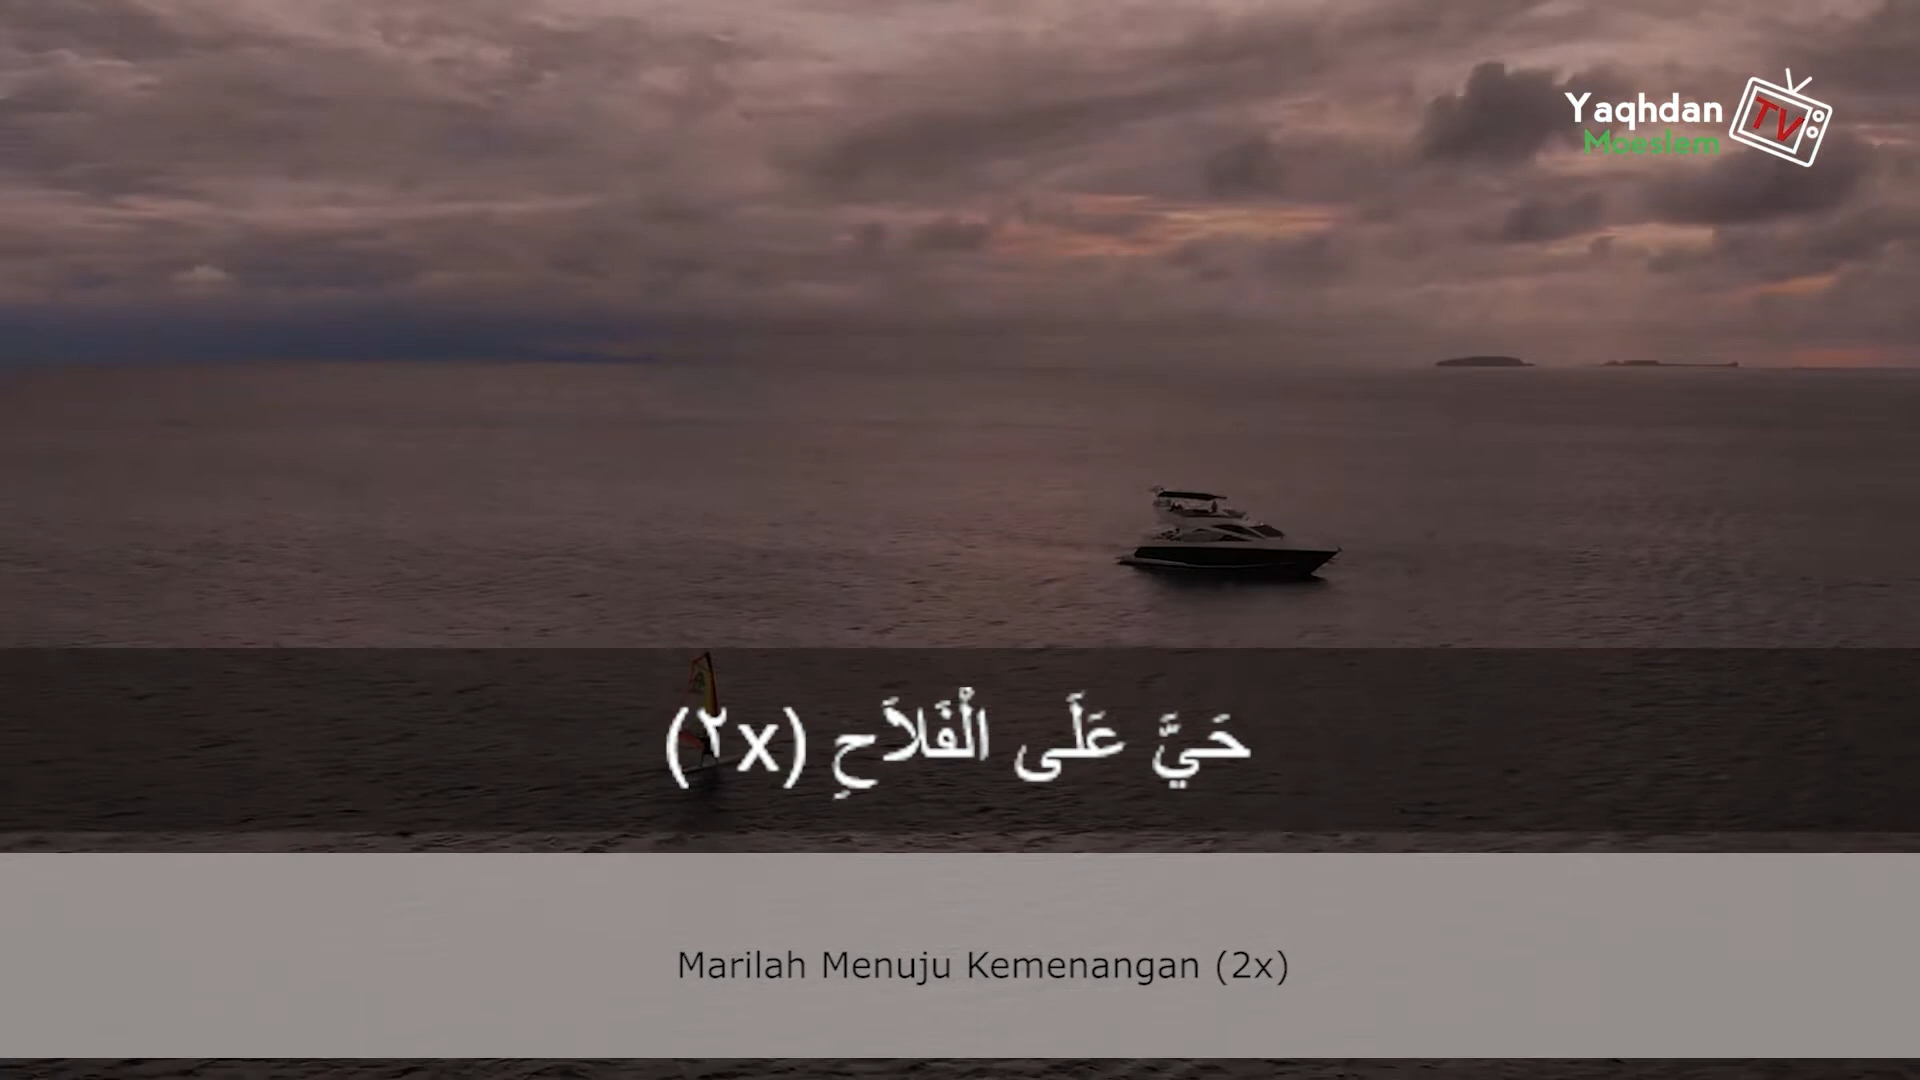 Yaqhdan
Moeslem
TV
حَيَّ عَلَى الْفَلاَحِ (٢x)
Marilah Menuju Kemenangan (2x)